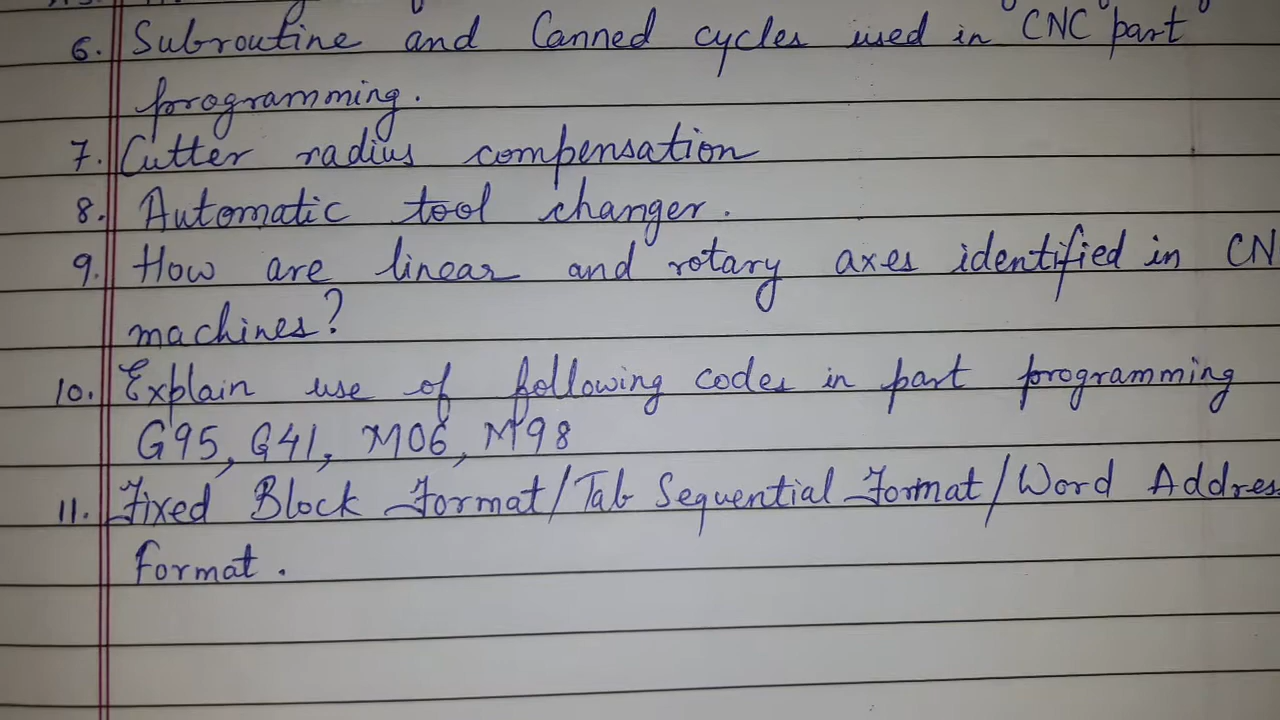 6. Subroutine and Canned cycles used in CNC part
programming.
7. Cutter radius compensation
8. Automatic tool changer.
9. How are linear and rotary axes identified in CN
machines?
10. Explain use of following codes in part programming
G95, G41, M06, M98
11. Fixed Block Format/Tab Sequential Format/Word Addres
Format.